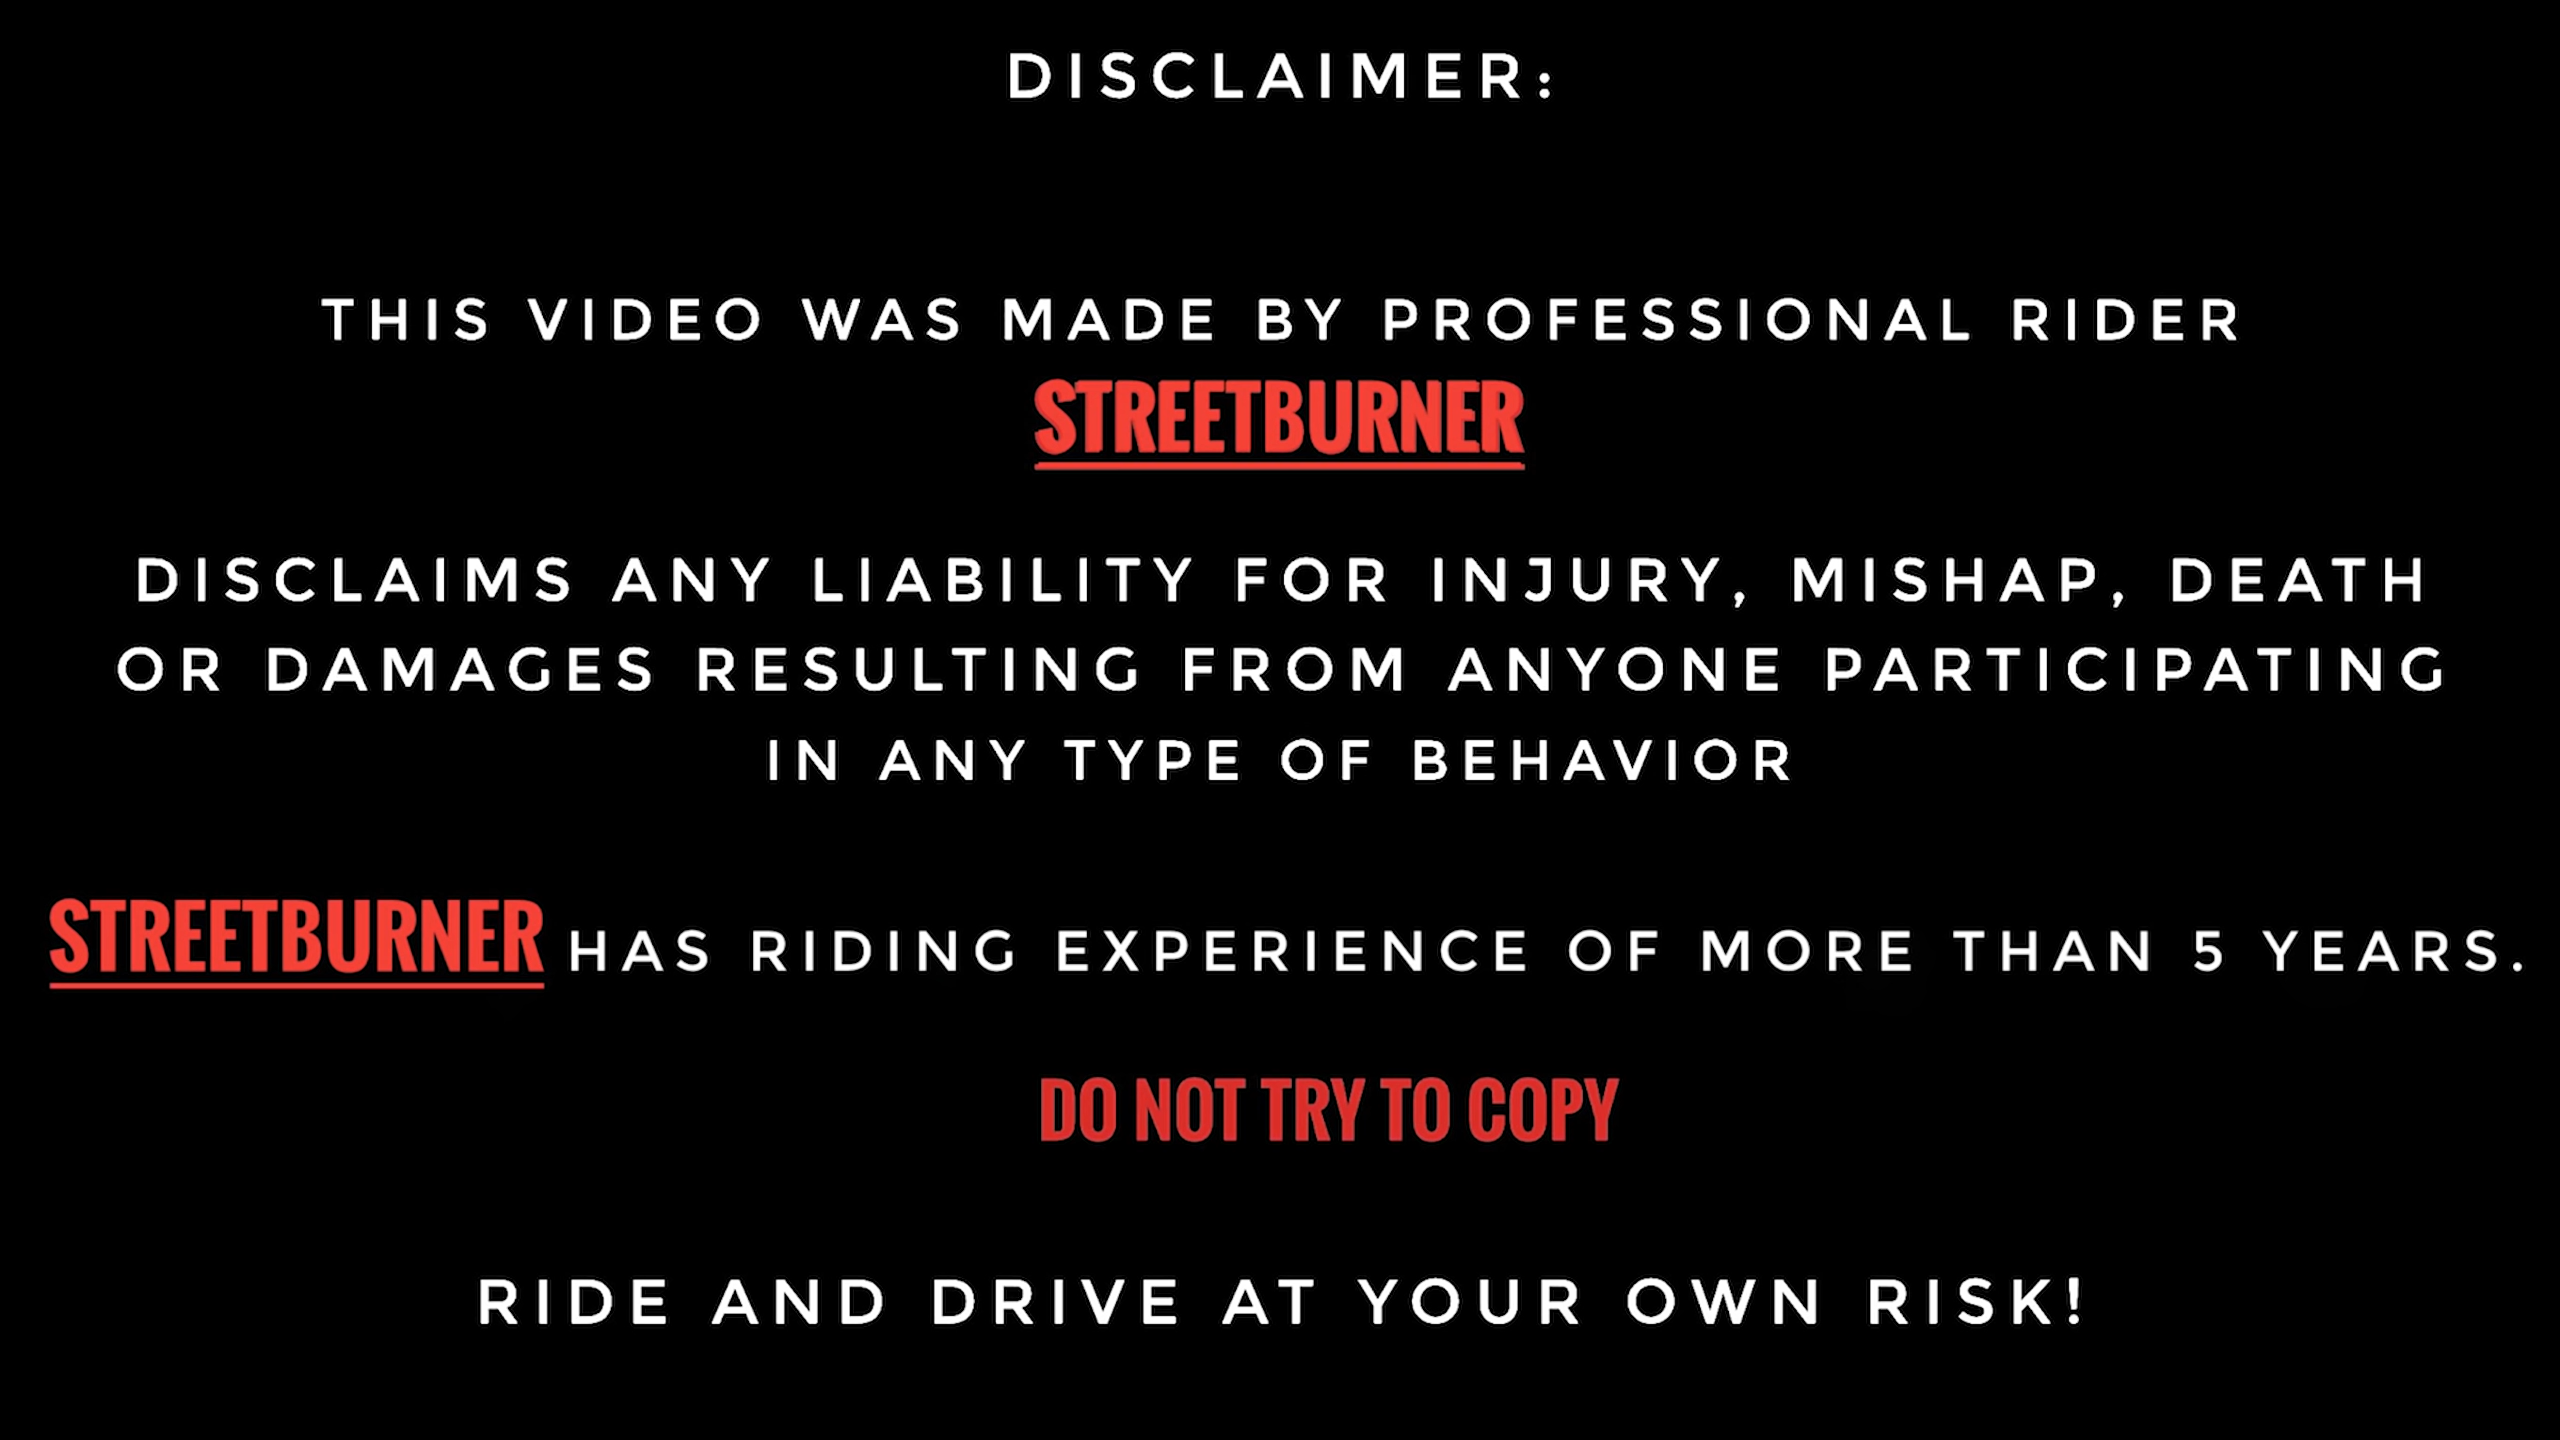 DISCLAIMER:
THIS VIDEO WAS MADE BY PROFESSIONAL RIDER
STREETBURNER
DISCLAIMS ANY LIABILITY FOR INJURY, MISHAP, DEATH
OR DAMAGES RESULTING FROM ANYONE PARTICIPATING
IN ANY TYPE OF BEHAVIOR
STREETBURNER HAS RIDING EXPERIENCE OF MORE THAN 5 YEARS.
DO NOT TRY TO COPY
RIDE AND DRIVE AT YOUR OWN RISK!